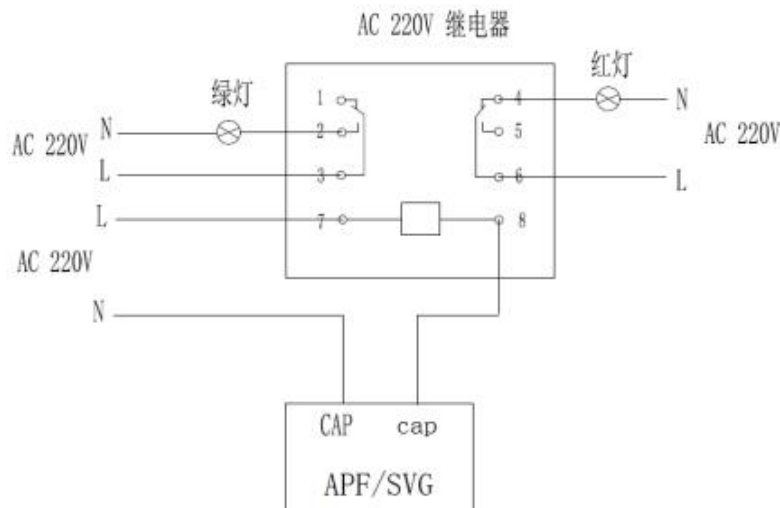 AC 220V 继电器
绿灯
红灯
1
4
N
N
2
5
AC 220V
AC 220V
L
3
6
L
L
7
8
AC 220V
N
CAP
cap
APF/SVG